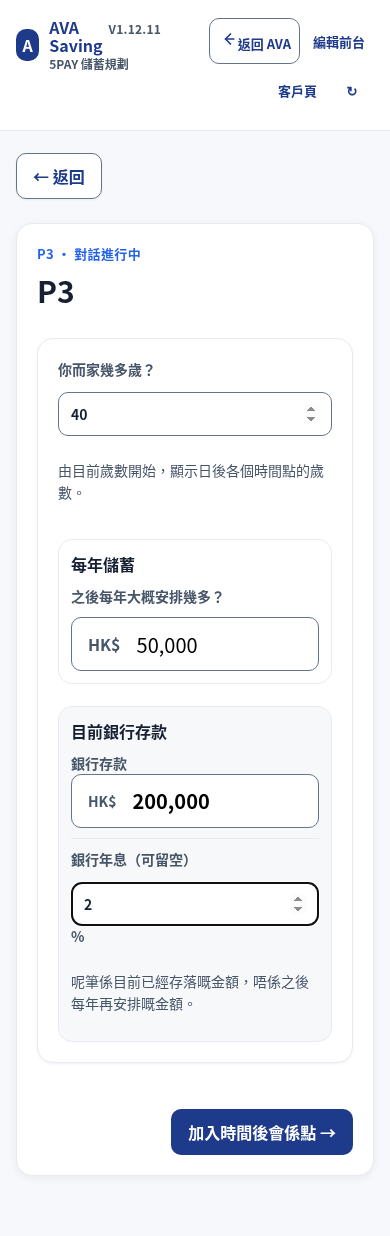 A
AVA
Saving
V1.12.11
5PAY 儲蓄規劃
←返回 AVA
編輯前台
客戶頁
↻
← 返回
P3 · 對話進行中
P3
你而家幾多歲？
40
由目前歲數開始，顯示日後各個時間點的歲
數。
每年儲蓄
之後每年大概安排幾多？
HK$ 50,000
目前銀行存款
銀行存款
HK$ 200,000
銀行年息（可留空）
2
%
呢筆係目前已經存落嘅金額，唔係之後
每年再安排嘅金額。
加入時間後會係點 →